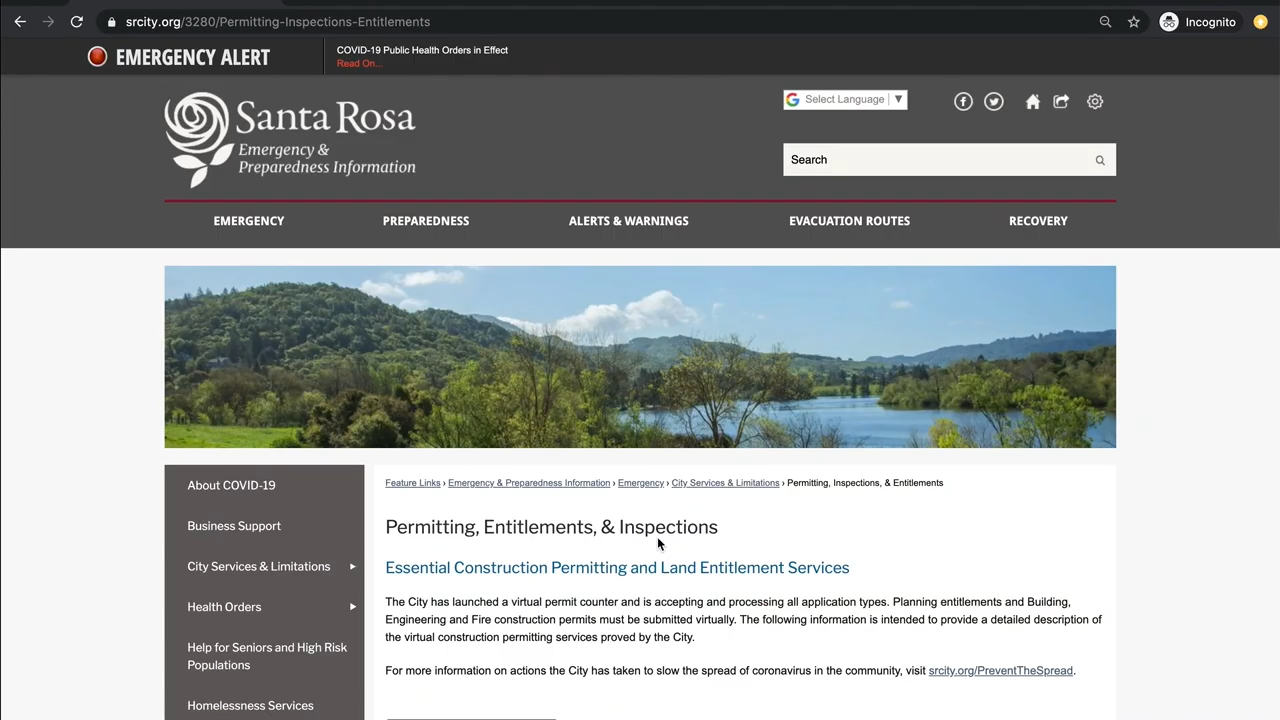 srcity.org/3280/Permitting-Inspections-Entitlements
Incognito
EMERGENCY ALERT
COVID-19 Public Health Orders in Effect
Read On...
Santa Rosa
Emergency &
Preparedness Information
Select Language
Search
EMERGENCY
PREPAREDNESS
ALERTS & WARNINGS
EVACUATION ROUTES
RECOVERY
About COVID-19
Business Support
City Services & Limitations
Health Orders
Help for Seniors and High Risk
Populations
Homelessness Services
Feature Links › Emergency & Preparedness Information › Emergency › City Services & Limitations › Permitting, Inspections, & Entitlements
Permitting, Entitlements, & Inspections
Essential Construction Permitting and Land Entitlement Services
The City has launched a virtual permit counter and is accepting and processing all application types. Planning entitlements and Building,
Engineering and Fire construction permits must be submitted virtually. The following information is intended to provide a detailed description of
the virtual construction permitting services proved by the City.
For more information on actions the City has taken to slow the spread of coronavirus in the community, visit srcity.org/PreventTheSpread.